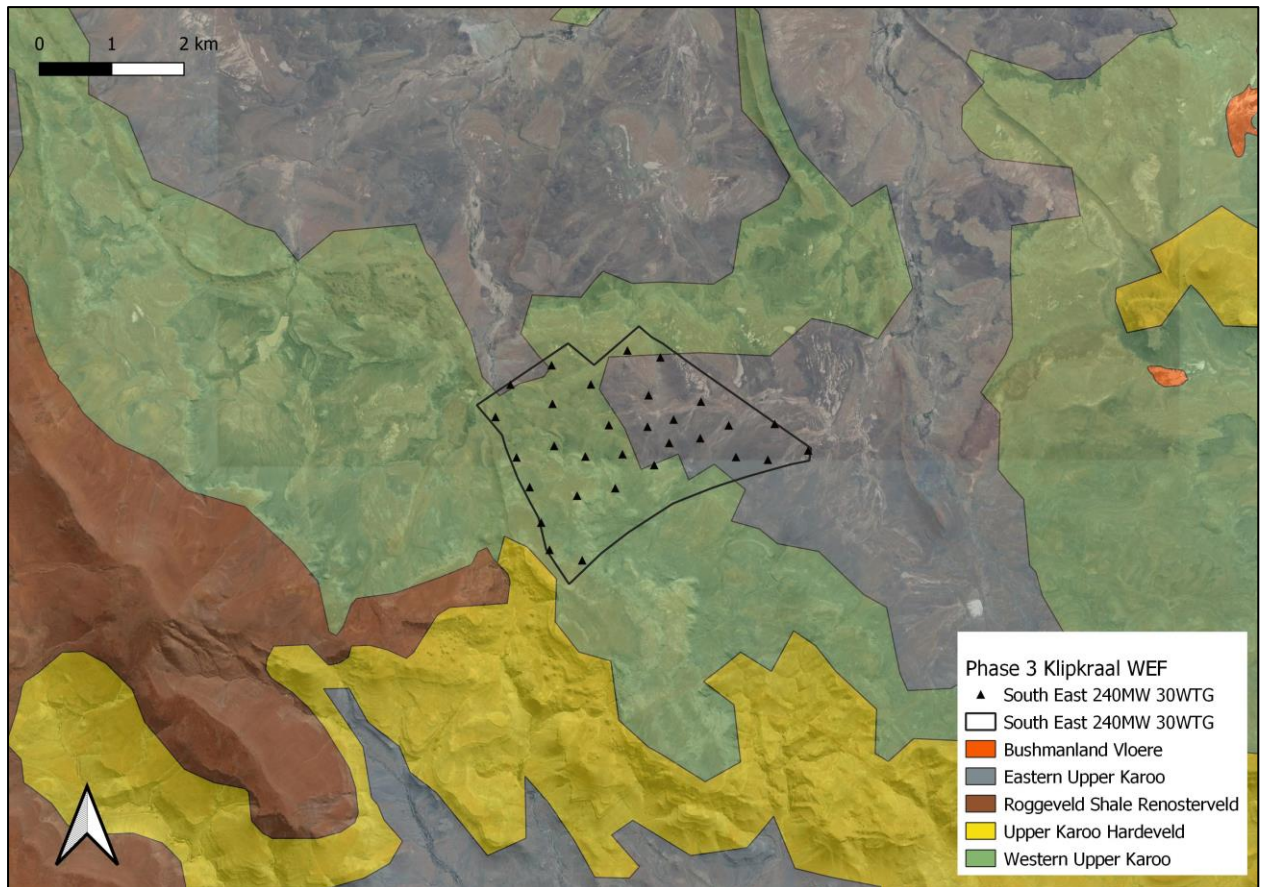 0 1 2 km
Phase 3 Klipkraal WEF
South East 240MW 30WTG
South East 240MW 30WTG
Bushmanland Vloere
Eastern Upper Karoo
Roggeveld Shale Renosterveld
Upper Karoo Hardeveld
Western Upper Karoo